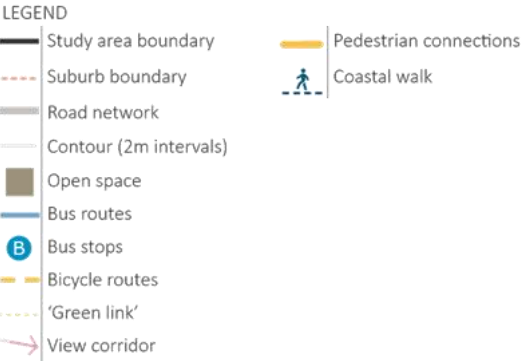 LEGEND
Study area boundary
Suburb boundary
Road network
Contour (2m intervals)
Open space
Bus routes
B Bus stops
Bicycle routes
‘Green link’
View corridor
Pedestrian connections
Coastal walk